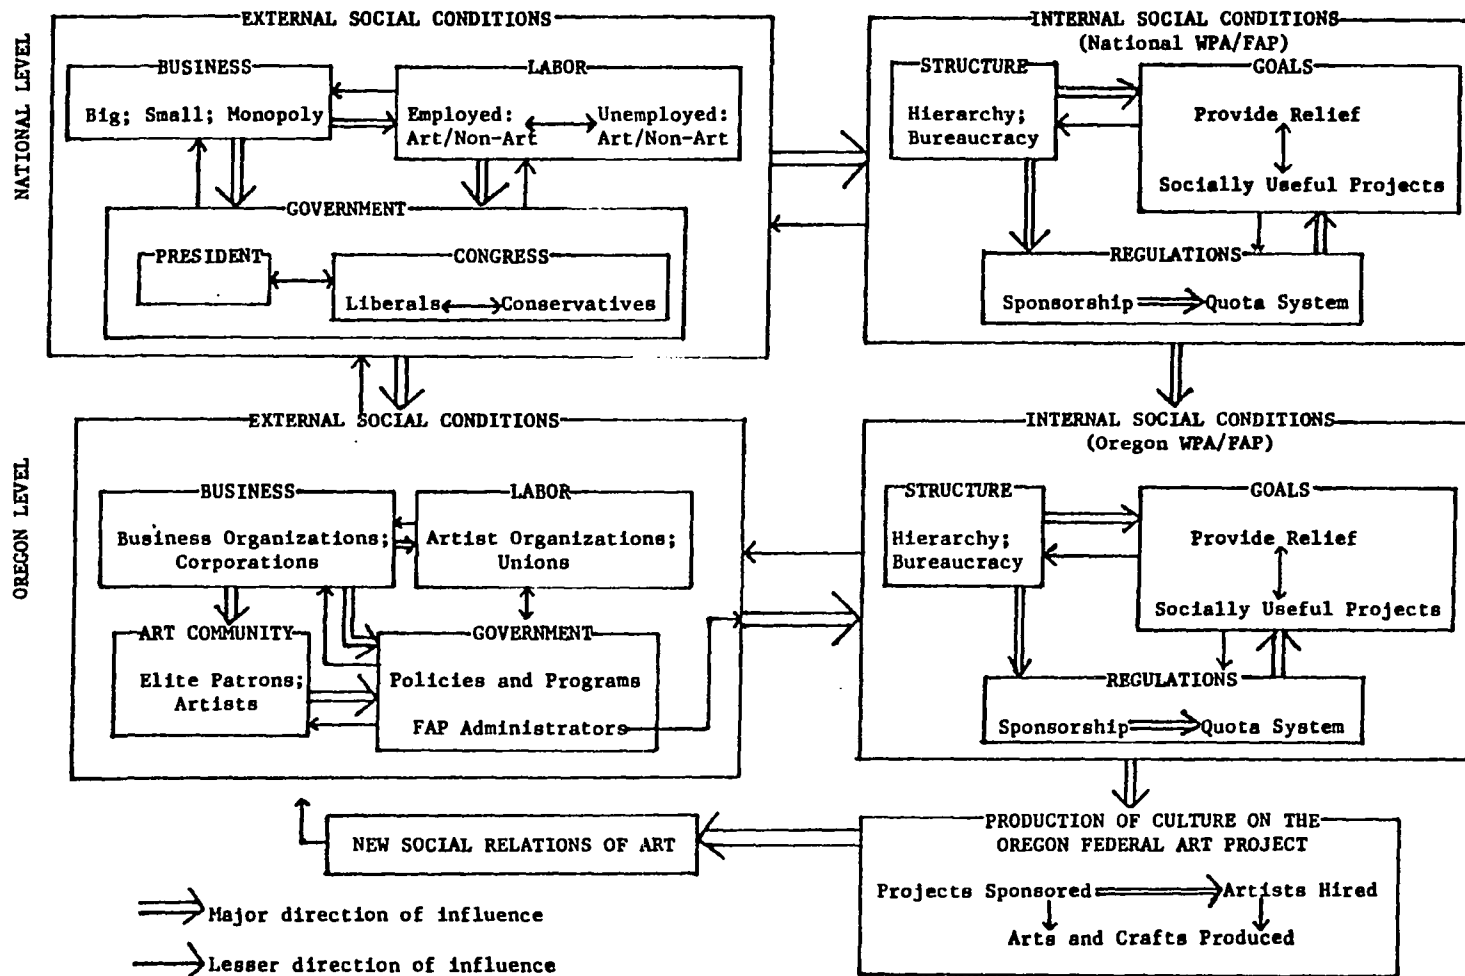 NATIONAL LEVEL
EXTERNAL SOCIAL CONDITIONS
BUSINESS
Big; Small; Monopoly
LABOR
Employed:
Art/Non-Art
Unemployed:
Art/Non-Art
GOVERNMENT
PRESIDENT
CONGRESS
Liberals
Conservatives
INTERNAL SOCIAL CONDITIONS
(National WPA/FAP)
STRUCTURE
Hierarchy;
Bureaucracy
GOALS
Provide Relief
Socially Useful Projects
REGULATIONS
Sponsorship
Quota System
OREGON LEVEL
EXTERNAL SOCIAL CONDITIONS
BUSINESS
Business Organizations;
Corporations
LABOR
Artist Organizations;
Unions
ART COMMUNITY
Elite Patrons;
Artists
GOVERNMENT
Policies and Programs
FAP Administrators
INTERNAL SOCIAL CONDITIONS
(Oregon WPA/FAP)
STRUCTURE
Hierarchy;
Bureaucracy
GOALS
Provide Relief
Socially Useful Projects
REGULATIONS
Sponsorship
Quota System
PRODUCTION OF CULTURE ON THE
OREGON FEDERAL ART PROJECT
Projects Sponsored
Artists Hired
Arts and Crafts Produced
NEW SOCIAL RELATIONS OF ART
Major direction of influence
Lesser direction of influence